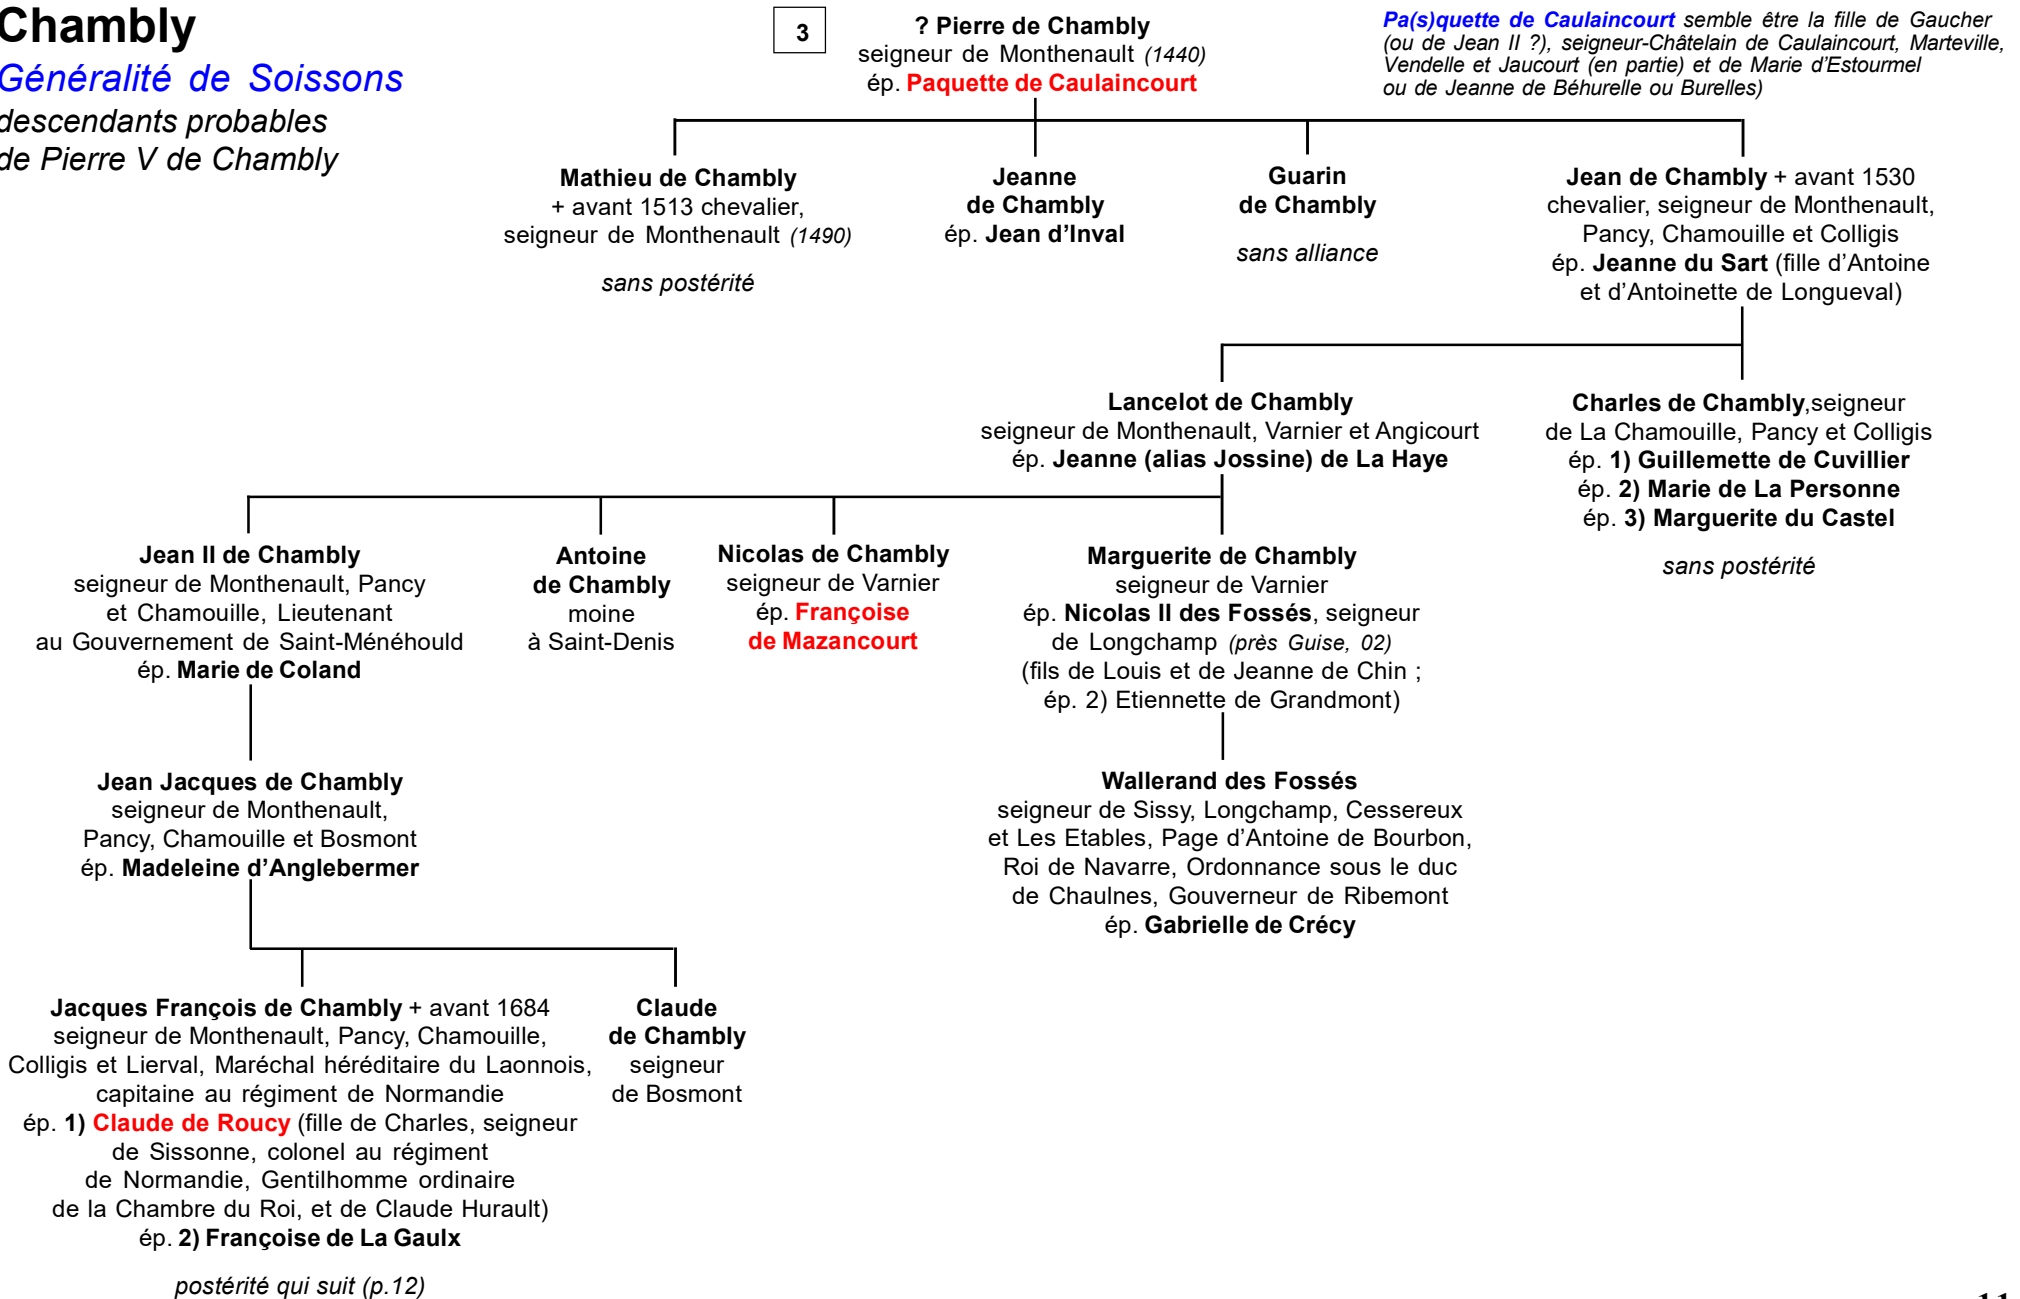 Chambly
Généralité de Soissons
descendants probables
de Pierre V de Chambly
3
? Pierre de Chambly
seigneur de Monthenault (1440)
ép. Paquette de Caulaincourt
Pa(s)quette de Caulaincourt semble être la fille de Gaucher
(ou de Jean II ?), seigneur-Châtelain de Caulaincourt, Marteville,
Vendelle et Jaucourt (en partie) et de Marie d’Estourmel
ou de Jeanne de Béhurelle ou Burelles)
Mathieu de Chambly
+ avant 1513 chevalier,
seigneur de Monthenault (1490)
sans postérité
Jeanne
de Chambly
ép. Jean d’Inval
Guarin
de Chambly
sans alliance
Jean de Chambly + avant 1530
chevalier, seigneur de Monthenault,
Pancy, Chamouille et Colligis
ép. Jeanne du Sart (fille d’Antoine
et d’Antoinette de Longueval)
Lancelot de Chambly
seigneur de Monthenault, Varnier et Angicourt
ép. Jeanne (alias Jossine) de La Haye
Charles de Chambly,seigneur
de La Chamouille, Pancy et Colligis
ép. 1) Guillemette de Cuvillier
ép. 2) Marie de La Personne
ép. 3) Marguerite du Castel
sans postérité
Jean II de Chambly
seigneur de Monthenault, Pancy
et Chamouille, Lieutenant
au Gouvernement de Saint-Ménéhould
ép. Marie de Coland
Antoine
de Chambly
moine
à Saint-Denis
Nicolas de Chambly
seigneur de Varnier
ép. Françoise
de Mazancourt
Marguerite de Chambly
seigneur de Varnier
ép. Nicolas II des Fossés, seigneur
de Longchamp (près Guise, 02)
(fils de Louis et de Jeanne de Chin ;
ép. 2) Etiennette de Grandmont)
Jean Jacques de Chambly
seigneur de Monthenault,
Pancy, Chamouille et Bosmont
ép. Madeleine d’Anglebermer
Wallerand des Fossés
seigneur de Sissy, Longchamp, Cessereux
et Les Etables, Page d’Antoine de Bourbon,
Roi de Navarre, Ordonnance sous le duc
de Chaulnes, Gouverneur de Ribemont
ép. Gabrielle de Crécy
Jacques François de Chambly + avant 1684
seigneur de Monthenault, Pancy, Chamouille,
Colligis et Lierval, Maréchal héréditaire du Laonnois,
capitaine au régiment de Normandie
ép. 1) Claude de Roucy (fille de Charles, seigneur
de Sissonne, colonel au régiment
de Normandie, Gentilhomme ordinaire
de la Chambre du Roi, et de Claude Hurault)
ép. 2) Françoise de La Gaulx
postérité qui suit (p.12)
Claude
de Chambly
seigneur
de Bosmont